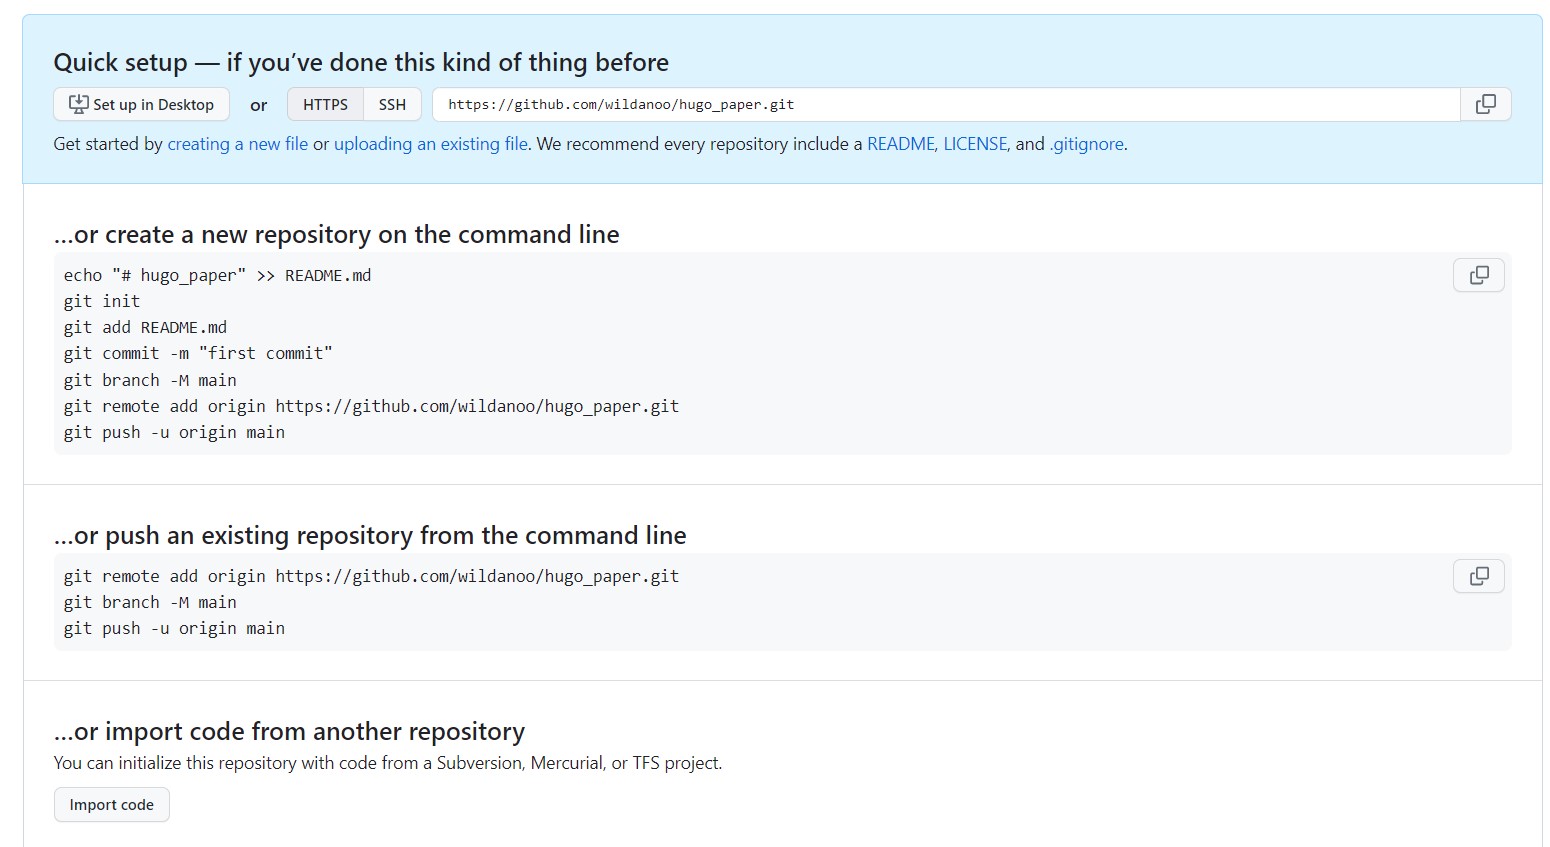 Quick setup — if you’ve done this kind of thing before
Set up in Desktop or HTTPS SSH https://github.com/wildanoo/hugo_paper.git
Get started by creating a new file or uploading an existing file. We recommend every repository include a README, LICENSE, and .gitignore.
…or create a new repository on the command line
echo "# hugo_paper" >> README.md
git init
git add README.md
git commit -m "first commit"
git branch -M main
git remote add origin https://github.com/wildanoo/hugo_paper.git
git push -u origin main
…or push an existing repository from the command line
git remote add origin https://github.com/wildanoo/hugo_paper.git
git branch -M main
git push -u origin main
…or import code from another repository
You can initialize this repository with code from a Subversion, Mercurial, or TFS project.
Import code